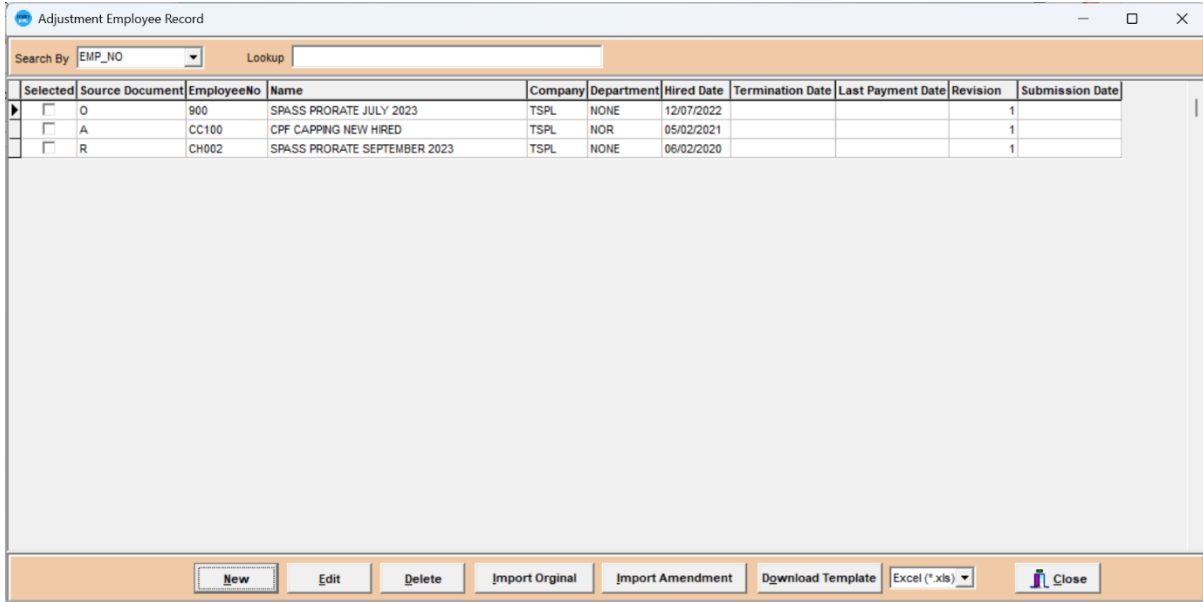 Adjustment Employee Record
Search By EMP_NO Lookup
Selected Source Document EmployeeNo Name Company Department Hired Date Termination Date Last Payment Date Revision Submission Date
O 900 SPASS PRORATE JULY 2023 TSPL NONE 12/07/2022 1
A CC100 CPF CAPPING NEW HIRED TSPL NOR 05/02/2021 1
R CH002 SPASS PRORATE SEPTEMBER 2023 TSPL NONE 06/02/2020 1
New Edit Delete Import Orginal Import Amendment Download Template Excel (*.xls) Close